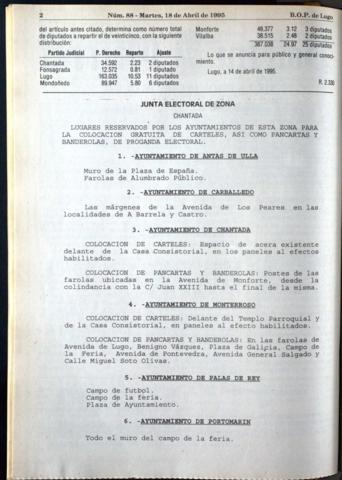 2 Núm. 88 - Martes, 18 de Abril de 1995 B.O.P. de Lugo
del artículo antes citado, determina como número total
de diputados a repartir el de veinticinco, con la siguiente
distribución:
Partido Judicial P. Derecho Reparto Ajuste
Chantada 34.592 2.23 2 diputados
Fonsagrada 12.572 0.81 1 diputado
Lugo 163.035 10.53 11 diputados
Mondoñedo 89.947 5.80 6 diputados
Monforte 48.377 3.12 3 diputados
Vilalba 38.515 2.48 2 diputados
387.038 24.97 25 diputados
Lo que se anuncia para público y general conoci-
miento.
Lugo, a 14 de abril de 1995.
R. 2.330
JUNTA ELECTORAL DE ZONA
CHANTADA
LUGARES RESERVADOS POR LOS AYUNTAMIENTOS DE ESTA ZONA PARA
LA COLOCACION GRATUITA DE CARTELES, ASI COMO PANCARTAS Y
BANDEROLAS, DE PROGANDA ELECTORAL.
1. -AYUNTAMIENTO DE ANTAS DE ULLA
Muro de la Plaza de España.
Farolas de Alumbrado Público.
2. -AYUNTAMIENTO DE CARBALLEDO
Las márgenes de la Avenida de Los Peares en las
localidades de A Barrela y Castro.
3. -AYUNTAMIENTO DE CHANTADA
COLOCACION DE CARTELES: Espacio de acera existente
delante de la Casa Consistorial, en los paneles al efectos
habilitados.
COLOCACION DE PANCARTAS Y BANDEROLAS: Postes de las
farolas ubicadas en la Avenida de Monforte, desde la
colindancia con la C/ Juan XXIII hasta el final de la misma.
4. -AYUNTAMIENTO DE MONTERROSO
COLOCACION DE CARTELES: Delante del Templo Parroquial y
de la Casa Consistorial, en paneles al efecto habilitados.
COLOCACION DE PANCARTAS Y BANDEROLAS: En las farolas de
Avenida de Lugo, Benigno Vázques, Plaza de Galicia, Campo de
la Feria, Avenida de Pontevedra, Avenida General Salgado y
Calle Miguel Soto Olivas.
5. -AYUNTAMIENTO DE PALAS DE REY
Campo de futbol.
Campo de la feria.
Plaza de Ayuntamiento.
6. -AYUNTAMIENTO DE PORTOMARIN
Todo el muro del campo de la feria.